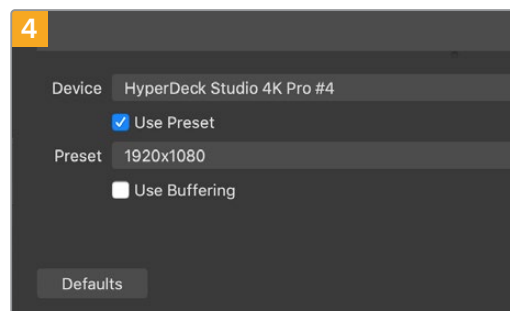 4
Device HyperDeck Studio 4K Pro #4
Use Preset
Preset 1920x1080
Use Buffering
Defaults